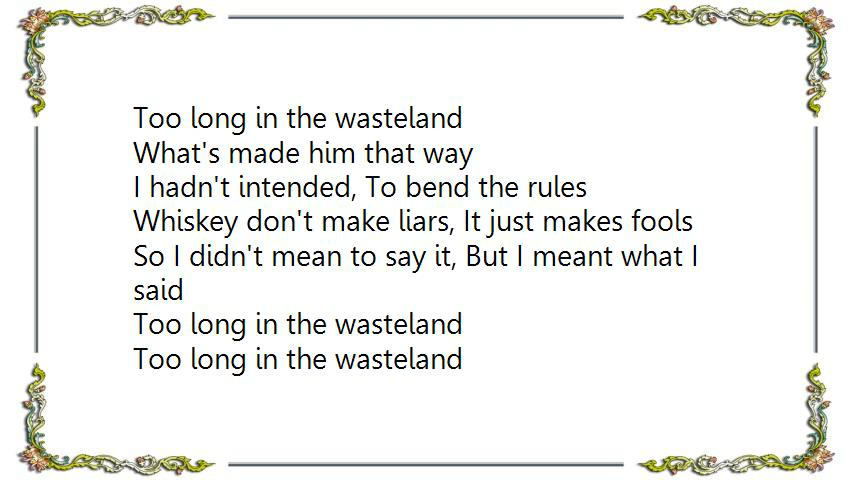 Too long in the wasteland
What's made him that way
I hadn't intended, To bend the rules
Whiskey don't make liars, It just makes fools
So I didn't mean to say it, But I meant what I
said
Too long in the wasteland
Too long in the wasteland